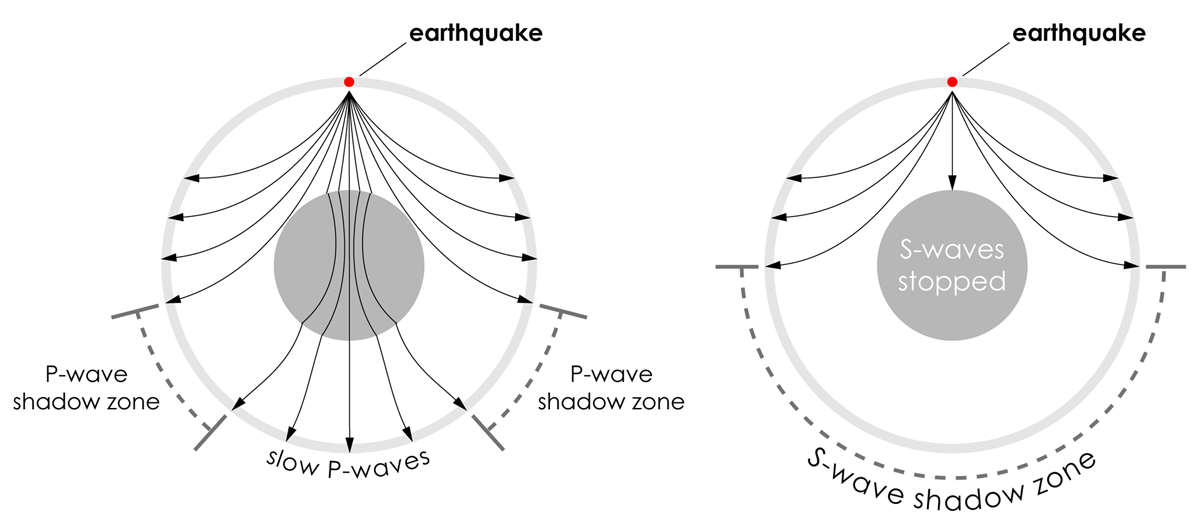 earthquake
P-wave
shadow zone
P-wave
shadow zone
slow P-waves
earthquake
S-waves
stopped
S-wave shadow zone